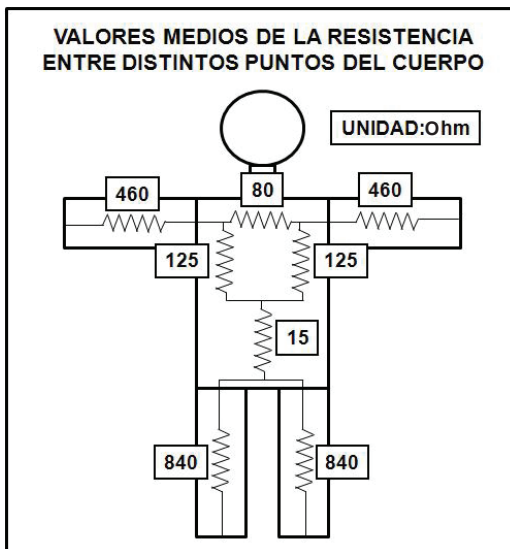 VALORES MEDIOS DE LA RESISTENCIA
ENTRE DISTINTOS PUNTOS DEL CUERPO
UNIDAD:Ohm
460
80
460
125
125
15
840
840